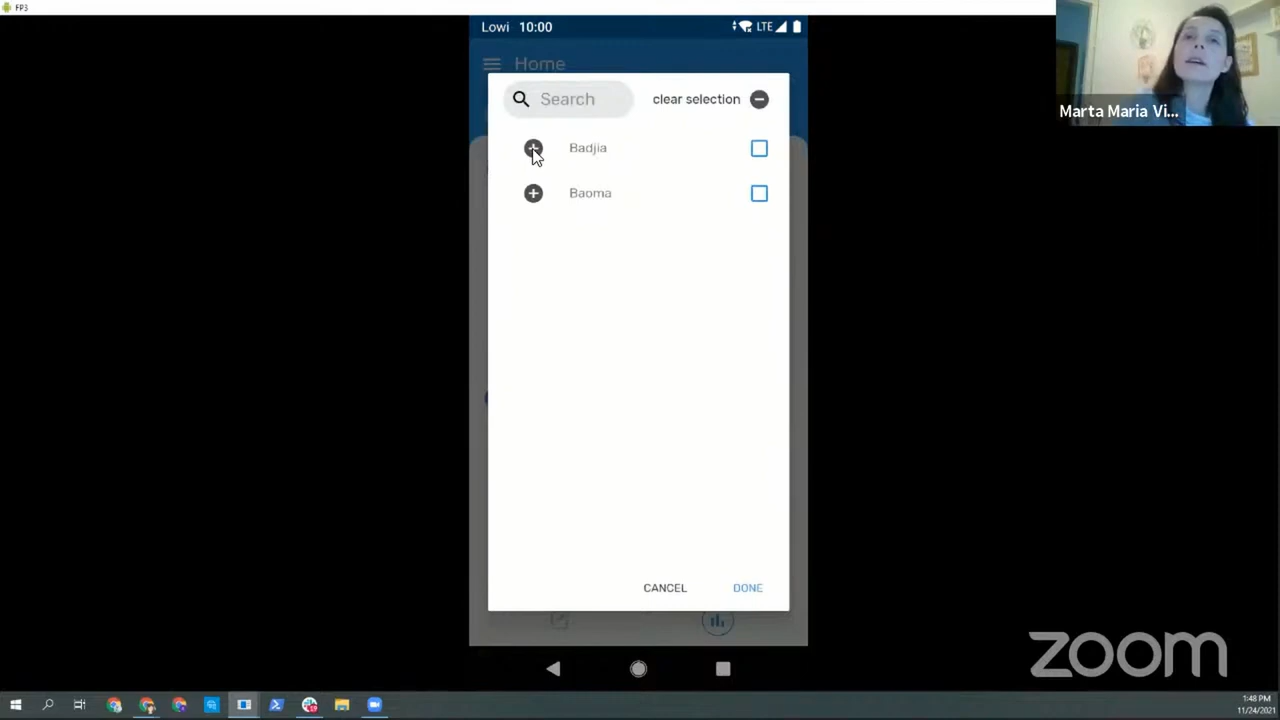 FP3
Lowi 10:00
LTE
Home
Search
clear selection
Badjia
Baoma
CANCEL
DONE
Marta Maria Vi...
zoom
1:48 PM
11/24/2021